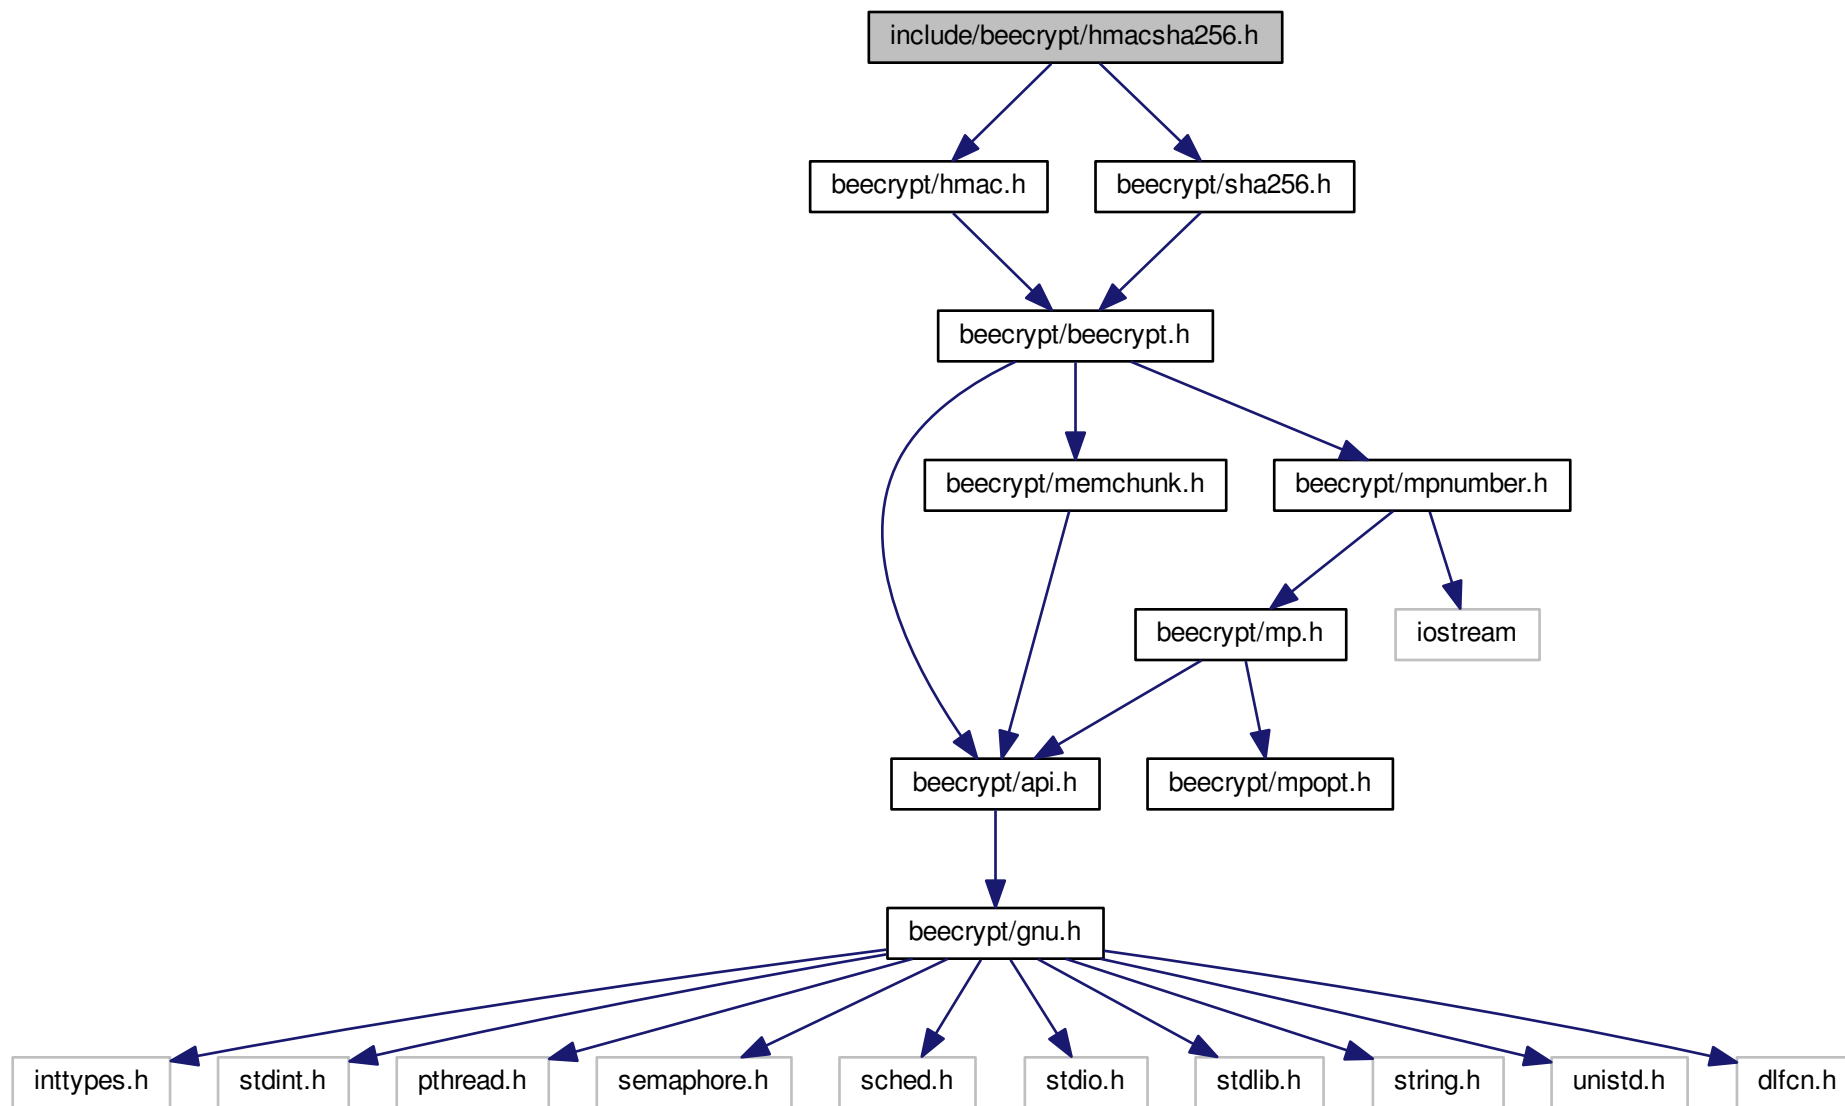 include/beecrypt/hmacsha256.h
beecrypt/hmac.h
beecrypt/sha256.h
beecrypt/beecrypt.h
beecrypt/memchunk.h
beecrypt/mpnumber.h
beecrypt/mp.h
iostream
beecrypt/api.h
beecrypt/mpopt.h
beecrypt/gnu.h
inttypes.h
stdint.h
pthread.h
semaphore.h
sched.h
stdio.h
stdlib.h
string.h
unistd.h
dlfcn.h